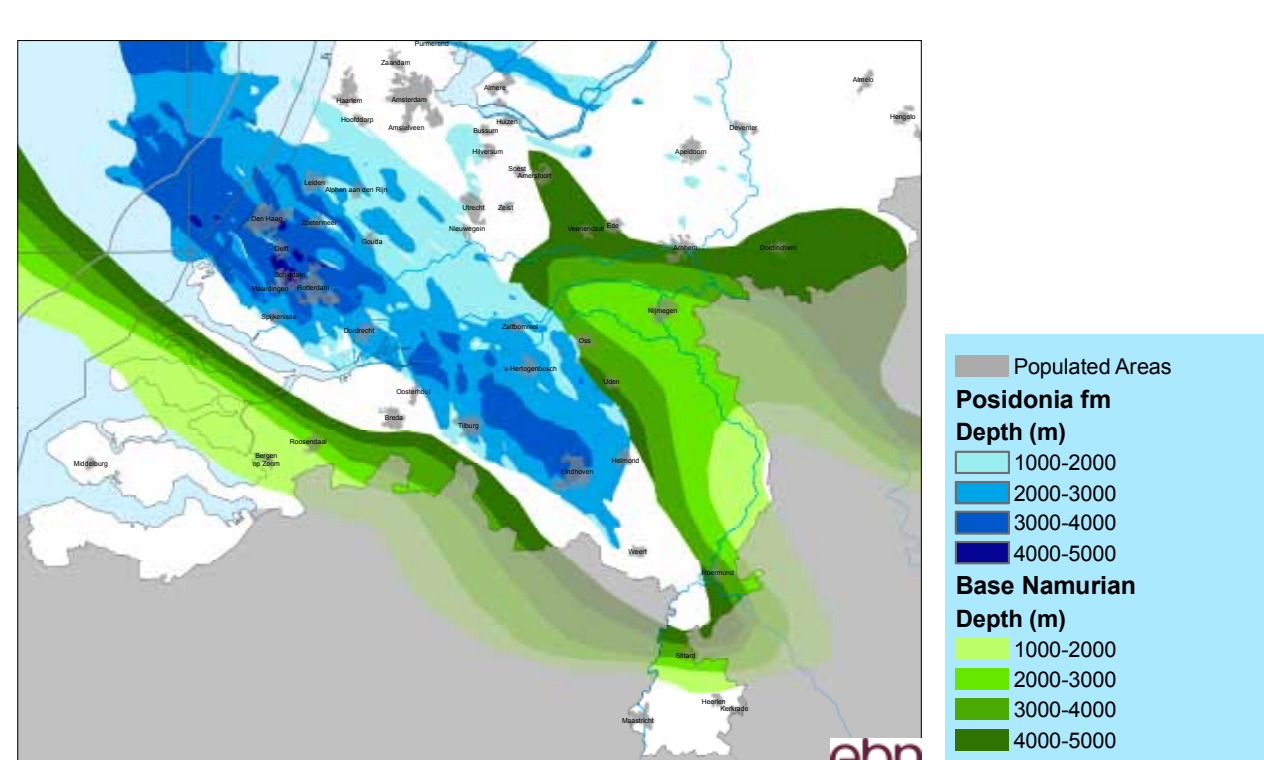 Purmerend
Zaandam
Almelo
Almere
Haarlem
Amsterdam
Hengelo
Hoofddorp
Huizen
Amstelveen
Bussum
Deventer
Hilversum
Apeldoorn
Soest
Amersfoort
Leiden
Alphen aan den Rijn
Utrecht
Zeist
Den Haag
Zoetermeer
Nieuwegein
Veenendaal
Ede
Gouda
Delft
Arnhem
Doetinchem
Schiedam
Vlaardingen
Rotterdam
Nijmegen
Spijkenisse
Zaltbommel
Dordrecht
Oss
's-Hertogenbosch
Uden
Oosterhout
Breda
Tilburg
Roosendaal
Bergen
op Zoom
Middelburg
Helmond
Eindhoven
Weert
Roermond
Sittard
Heerlen
Kerkrade
Maastricht
ebn
Populated Areas
Posidonia fm
Depth (m)
1000-2000
2000-3000
3000-4000
4000-5000
Base Namurian
Depth (m)
1000-2000
2000-3000
3000-4000
4000-5000